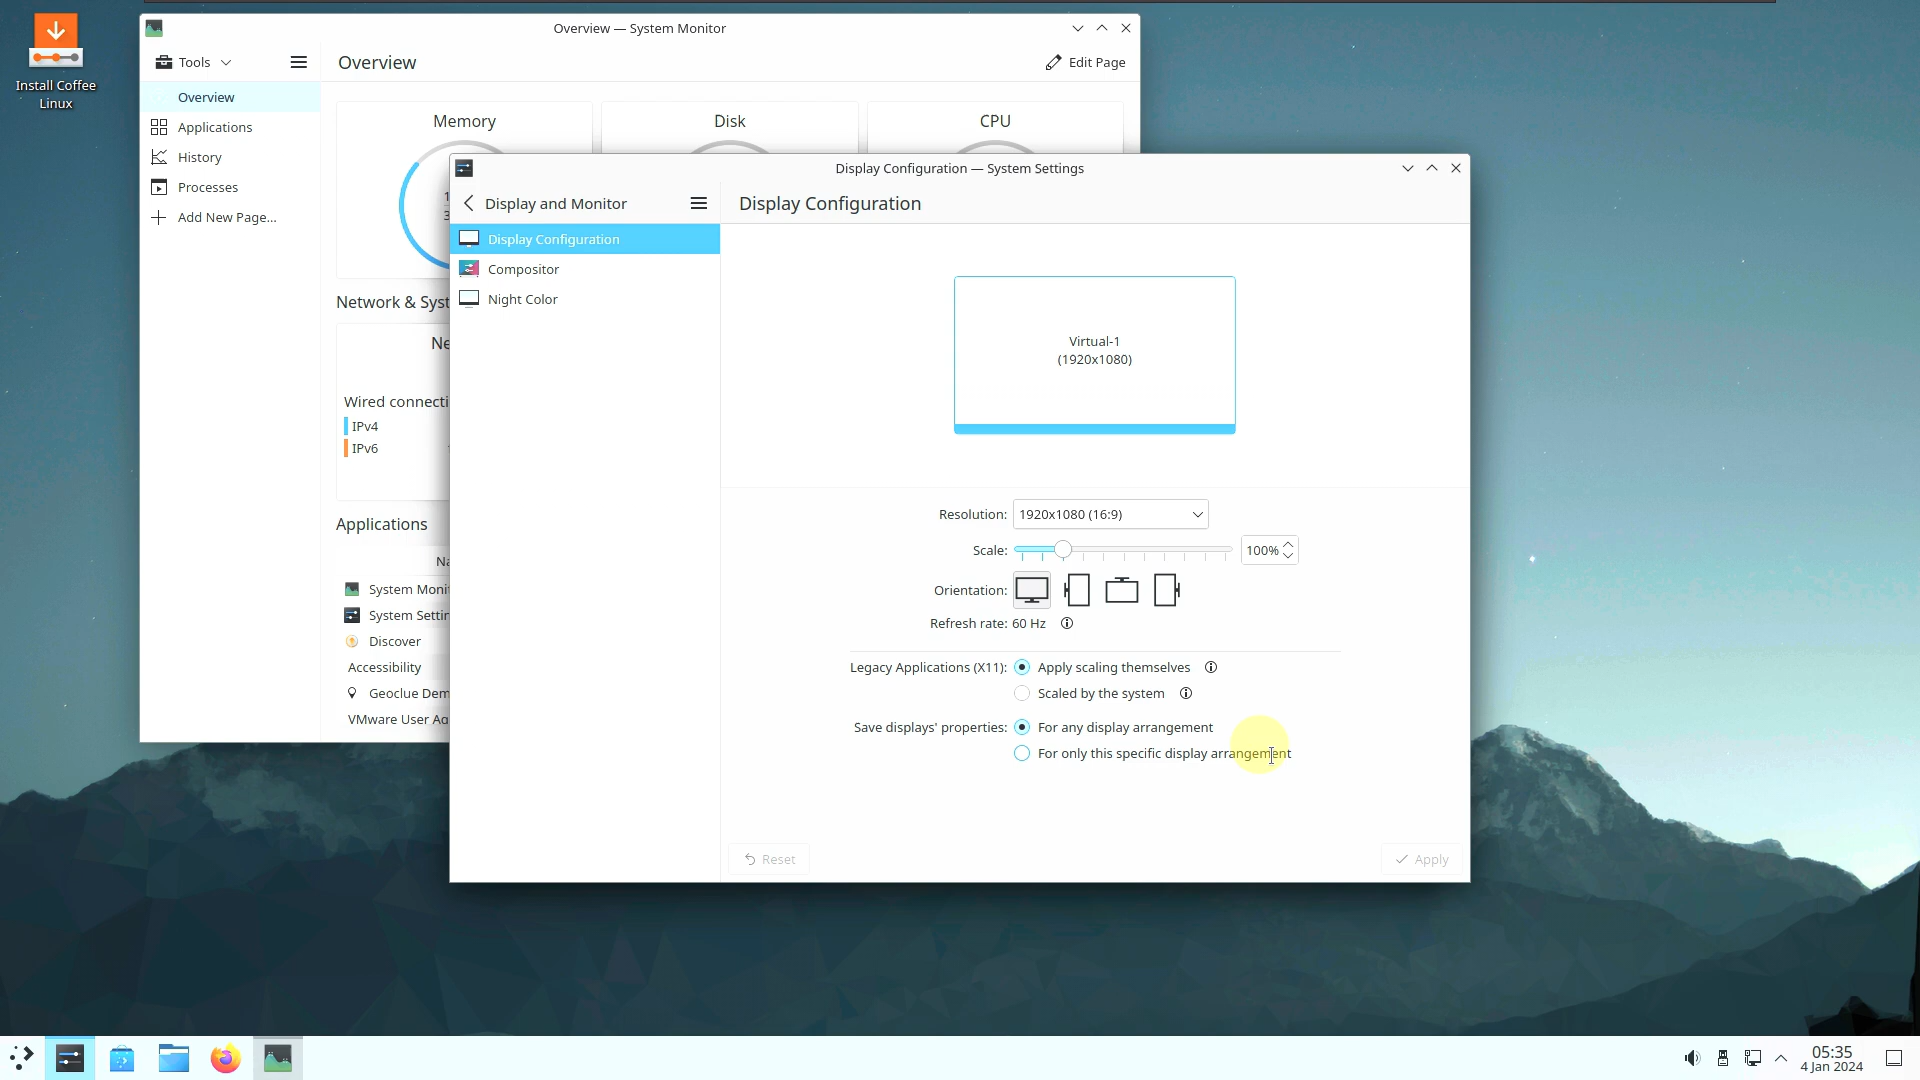 Install Coffee
Linux
Overview — System Monitor
Tools
Overview
Edit Page
Overview
Applications
History
Processes
Add New Page...
Memory
Disk
CPU
Network & Syst
Ne
Wired connecti
IPv4
IPv6
Applications
Na
System Moni
System Settin
Discover
Accessibility
Geoclue Dem
VMware User Ag
Display Configuration — System Settings
Display and Monitor
Display Configuration
Display Configuration
Compositor
Night Color
Virtual-1
(1920x1080)
Resolution: 1920x1080 (16:9)
Scale: 100%
Orientation:
Refresh rate: 60 Hz
Legacy Applications (X11): Apply scaling themselves
Scaled by the system
Save displays' properties: For any display arrangement
For only this specific display arrangement
Reset
Apply
05:35
4 Jan 2024